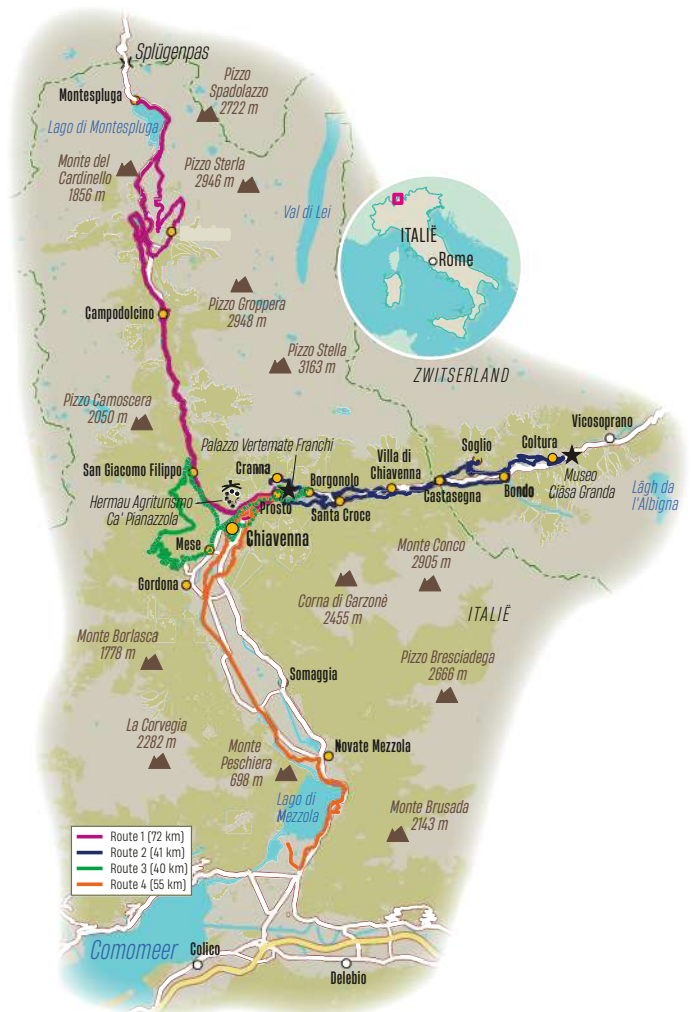 Splügenpas
Pizzo
Spadolazzo
2722 m
Montespluga
Lago di Montespluga
Monte del
Cardinello
1856 m
Pizzo Sterla
2946 m
Val di Lei
ITALIË
Rome
Pizzo Groppera
2948 m
Campodolcino
Pizzo Stella
3163 m
ZWITSERLAND
Pizzo Camoscera
2050 m
Palazzo Vertemate Franchi
Vicosoprano
Soglio
Coltura
Villa di
Chiavenna
San Giacomo Filippo
Cranna
Borgonolo
Museo
Ciäsa Granda
Castasegna
Bondo
Lägh da
l'Albigna
Hermau Agriturismo
Ca' Pianazzola
Prosto
Santa Croce
Chiavenna
Mese
Monte Conco
2905 m
Gordona
Corna di Garzonè
2455 m
ITALIË
Monte Borlasca
1778 m
Pizzo Bresciadega
2666 m
Somaggia
La Corvegia
2282 m
Monte
Peschiera
698 m
Novate Mezzola
Lago di
Mezzola
Monte Brusada
2143 m
Route 1 (72 km)
Route 2 (41 km)
Route 3 (40 km)
Route 4 (55 km)
Comomeer
Colico
Delebio